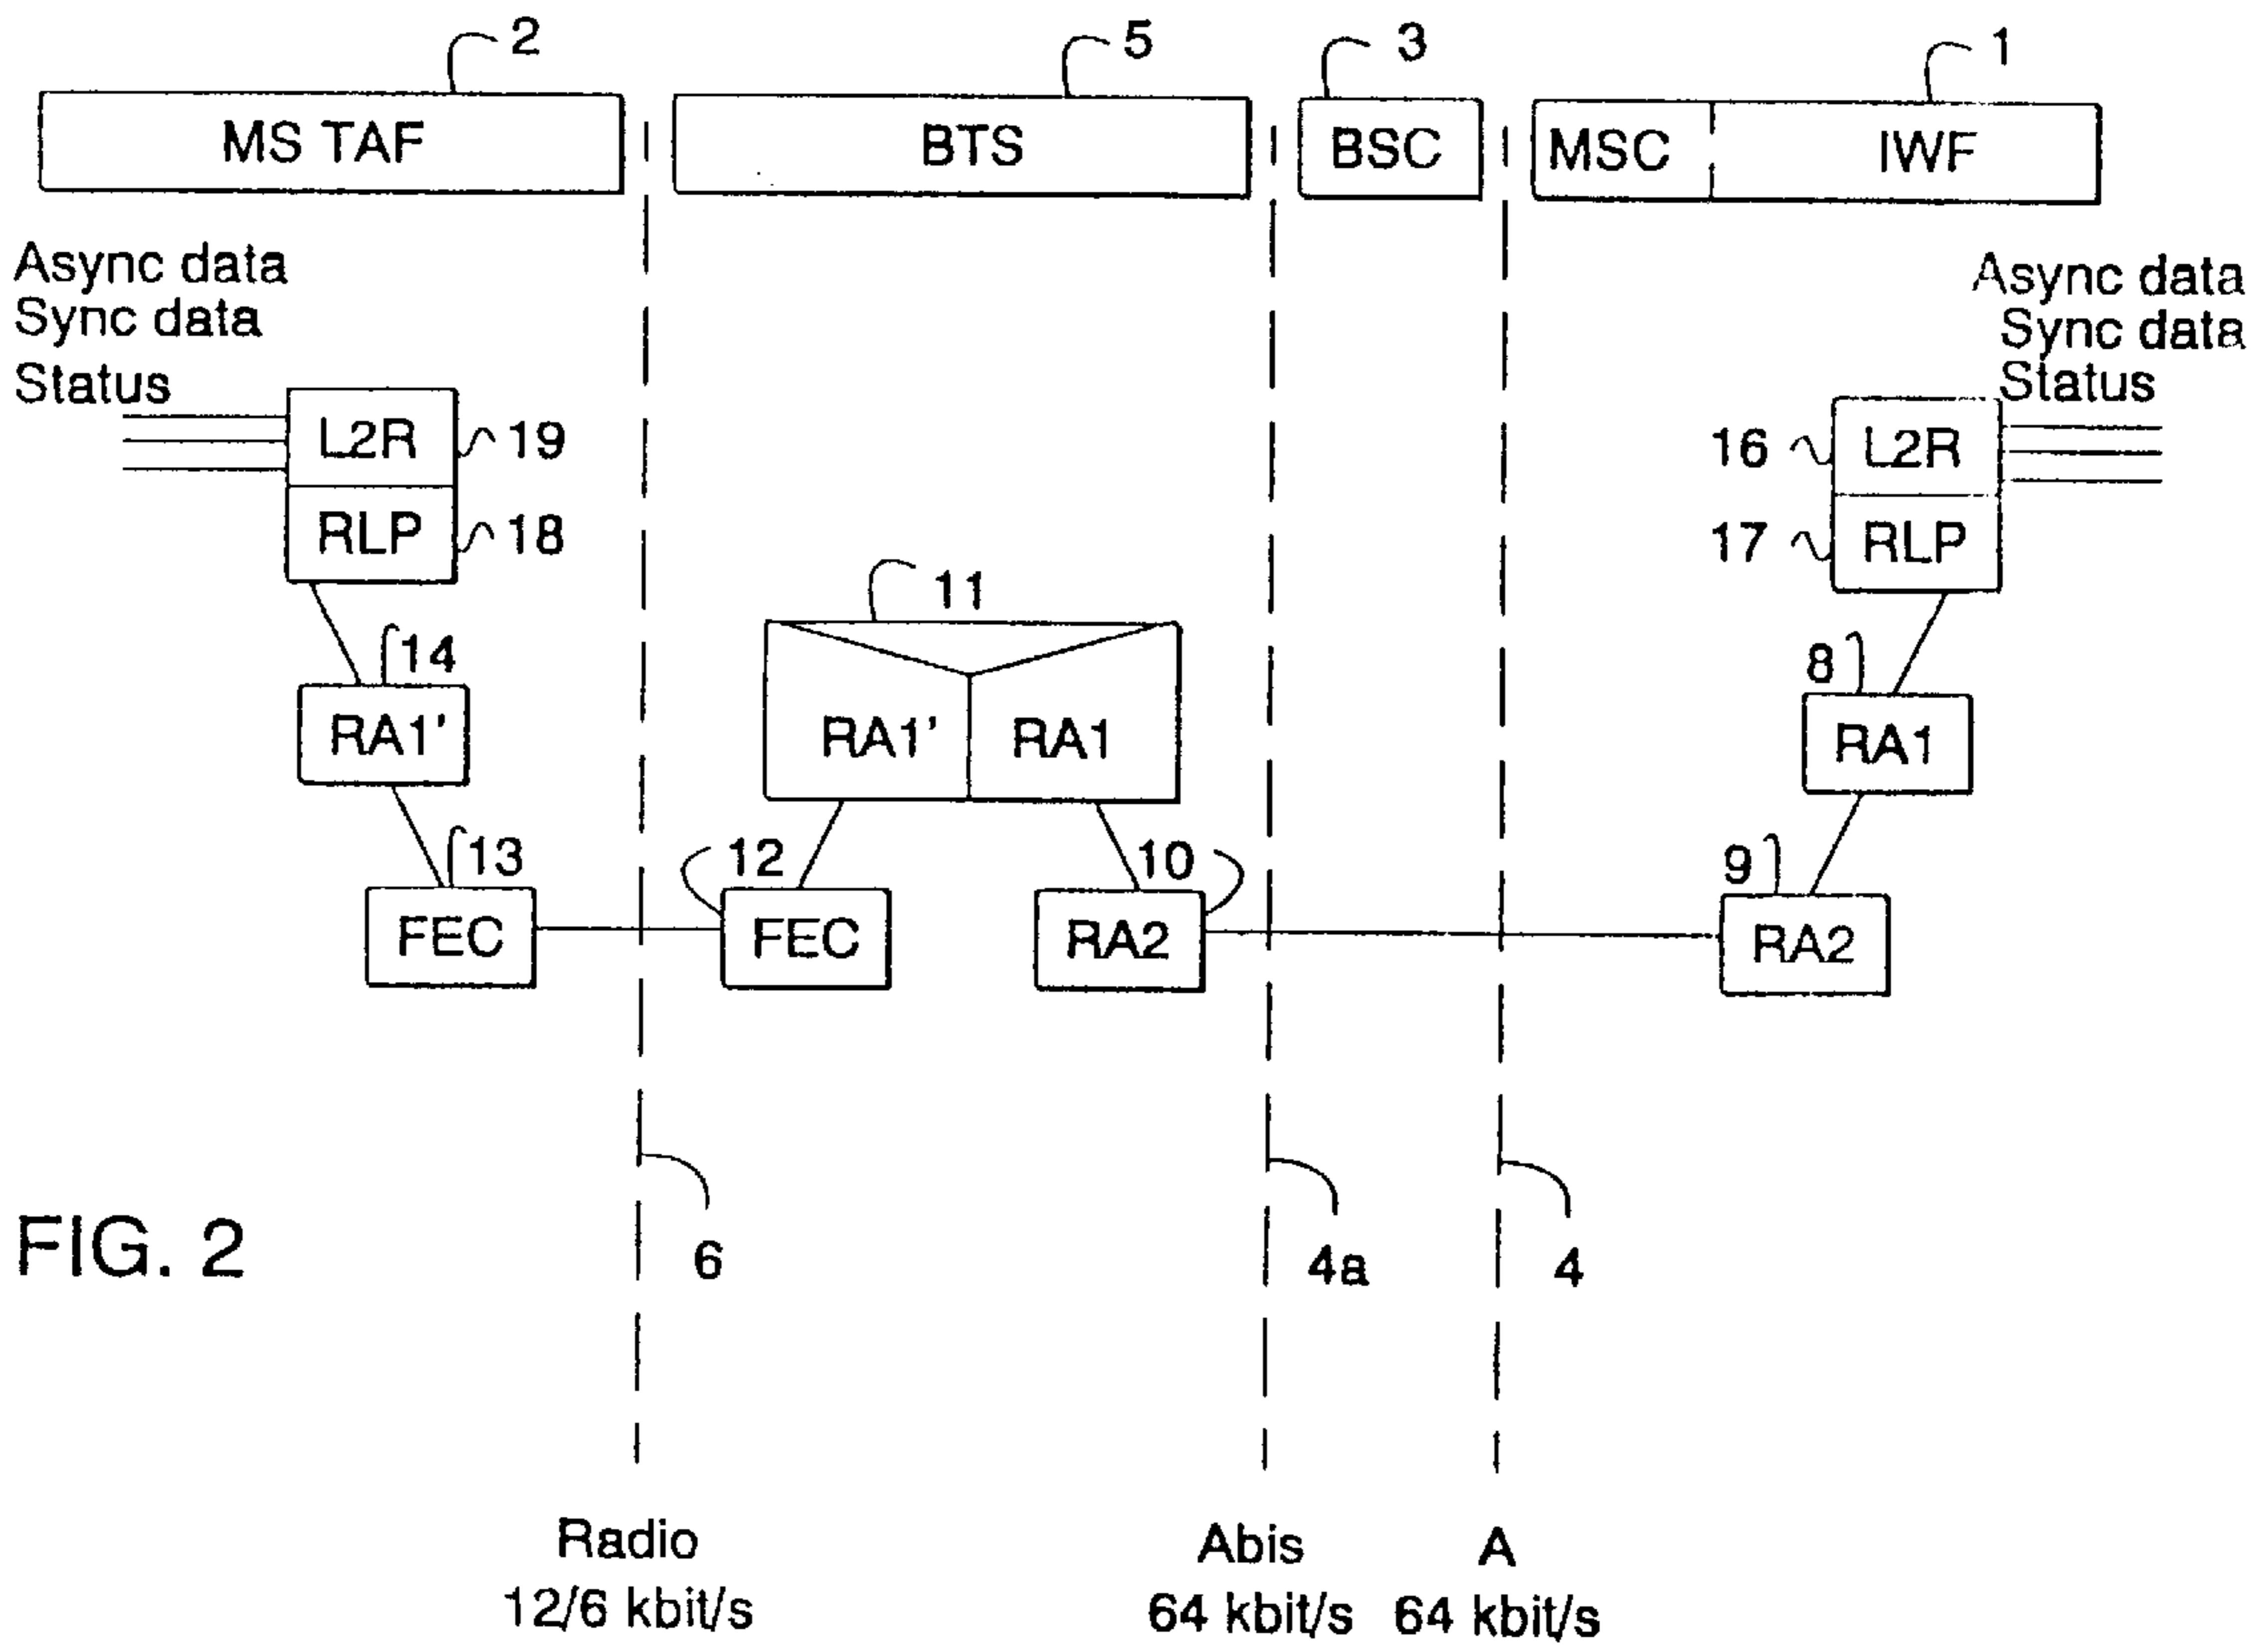 2
5
3
1
MS TAF
BTS
BSC
MSC
IWF
Async data
Sync data
Status
Async data
Sync data
Status
L2R
19
RLP
18
16
L2R
17
RLP
11
14
RA1'
RA1'
RA1
8
RA1
13
FEC
12
FEC
10
RA2
9
RA2
6
4a
4
FIG. 2
Radio
12/6 kbit/s
Abis
64 kbit/s
A
64 kbit/s